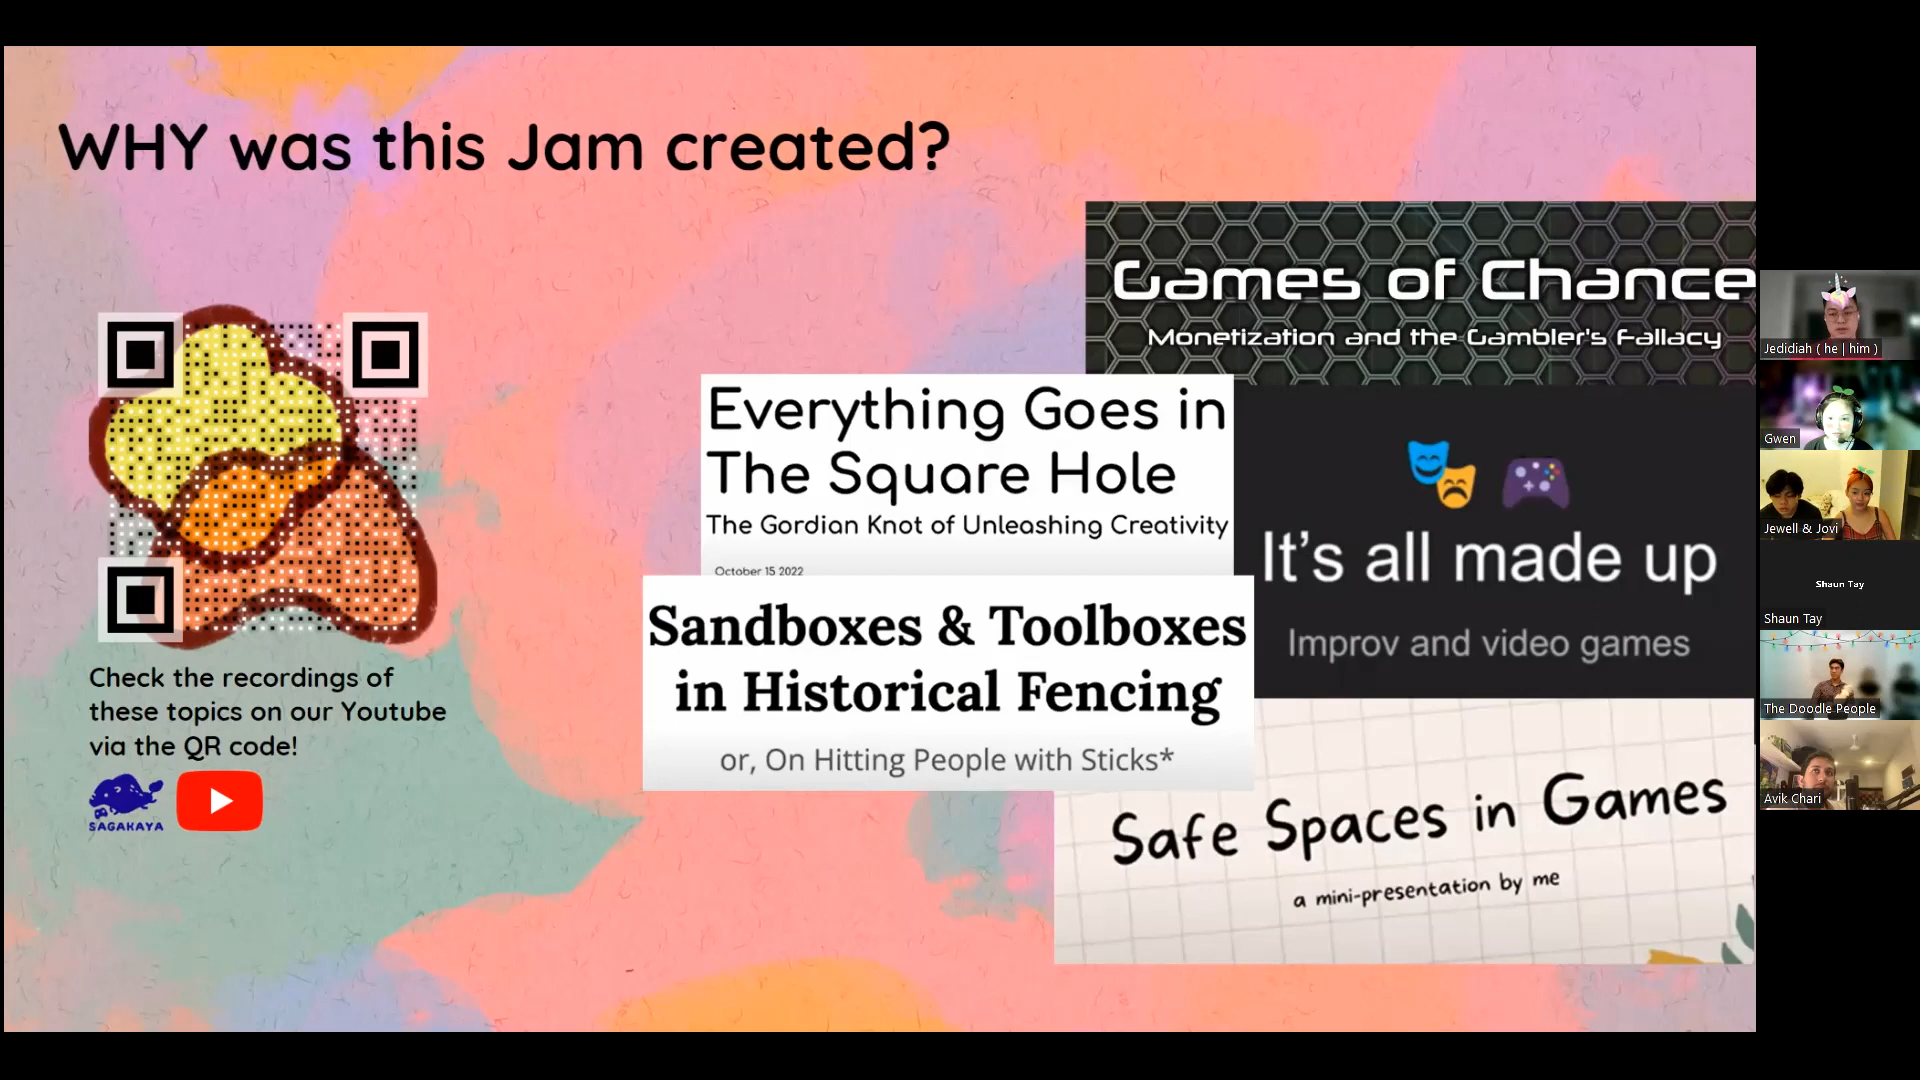 WHY was this Jam created?
Games of Chance
Monetization and the Gambler's Fallacy
Everything Goes in
The Square Hole
The Gordian Knot of Unleashing Creativity
October 15 2022
It's all made up
Improv and video games
Sandboxes & Toolboxes
in Historical Fencing
or, On Hitting People with Sticks*
Safe Spaces in Games
a mini-presentation by me
Check the recordings of
these topics on our Youtube
via the QR code!
SAGAKAYA
Jedidiah ( he | him )
Gwen
Jewell & Jovi
Shaun Tay
Shaun Tay
The Doodle People
Avik Chari